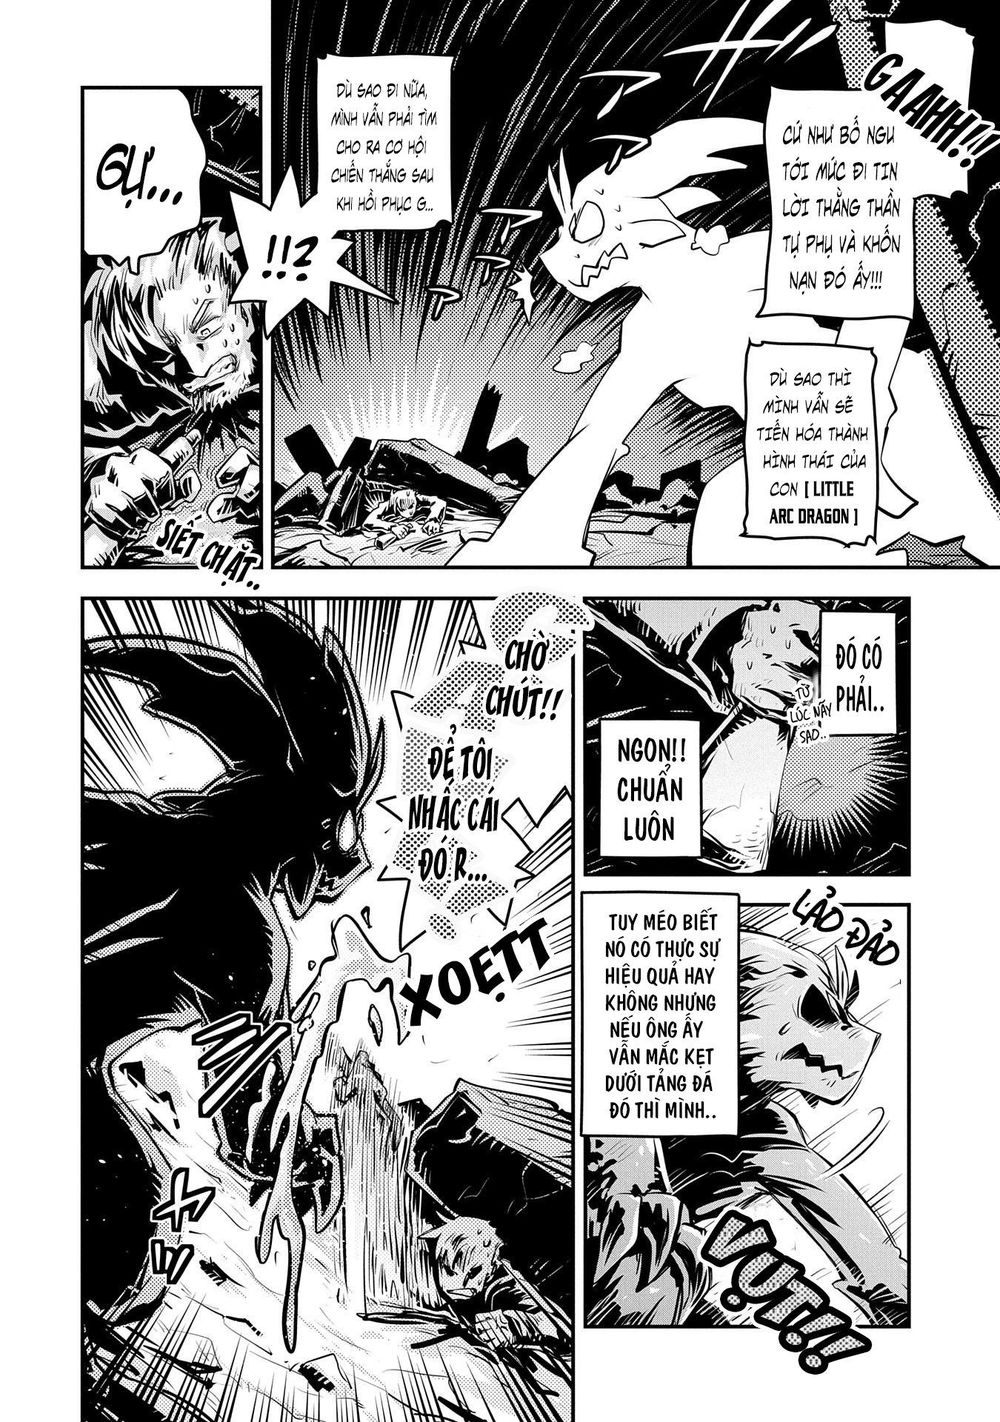 GAAHH!!
CỨ NHƯ BỐ NGU
TỚI MỨC ĐI TIN
LỜI THẰNG THẦN
TỰ PHỤ VÀ KHỐN
NẠN ĐÓ ẤY!!!
DÙ SAO THÌ
MÌNH VẪN SẼ
TIẾN HÓA THÀNH
HÌNH THÁI CỦA
CON [ LITTLE
ARC DRAGON ]
DÙ SAO ĐI NỮA,
MÌNH VẪN PHẢI TÌM
CHO RA CƠ HỘI
CHIẾN THẮNG SAU
KHI HỒI PHỤC G...
!!?
GỰ...
SIẾT CHẶT..
ĐÓ CÓ
PHẢI..
TỪ
LÚC NÃY
SAO..
NGON!!
CHUẨN
LUÔN
LẢO ĐẢO
TUY MÉO BIẾT
NÓ CÓ THỰC SỰ
HIỆU QUẢ HAY
KHÔNG NHƯNG
NẾU ÔNG ẤY
VẪN MẮC KẸT
DƯỚI TẢNG ĐÁ
ĐÓ THÌ MÌNH..
VỤT!!
CHỜ
CHÚT!!
ĐỂ TÔI
NHẤC CÁI
ĐÓ R...
XOẸTT